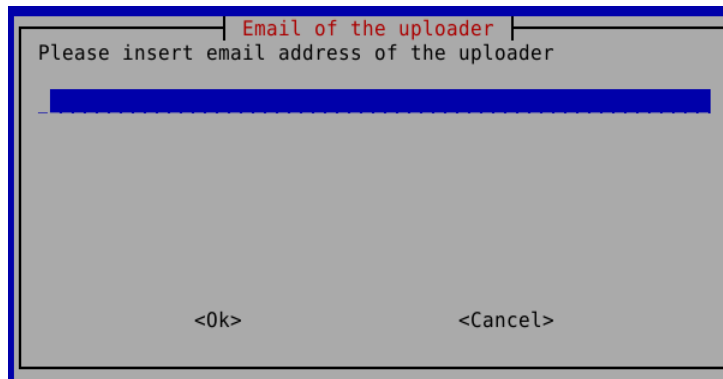 Email of the uploader
Please insert email address of the uploader
<Ok> <Cancel>